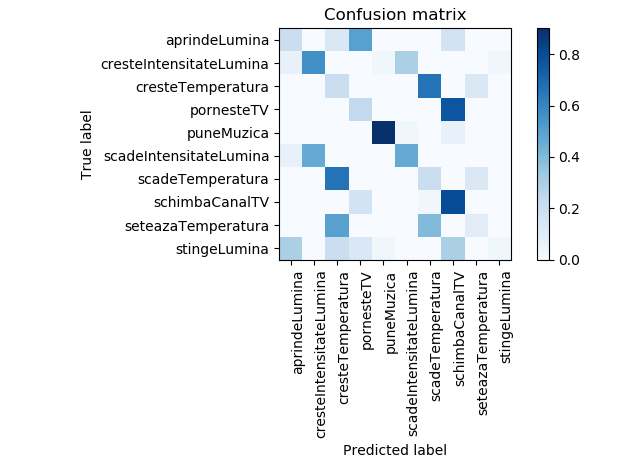 Confusion matrix
True label
aprindeLumina
cresteIntensitateLumina
cresteTemperatura
pornesteTV
puneMuzica
scadeIntensitateLumina
scadeTemperatura
schimbaCanalTV
seteazaTemperatura
stingeLumina
aprindeLumina
cresteIntensitateLumina
cresteTemperatura
pornesteTV
puneMuzica
scadeIntensitateLumina
scadeTemperatura
schimbaCanalTV
seteazaTemperatura
stingeLumina
Predicted label
0.8
0.6
0.4
0.2
0.0